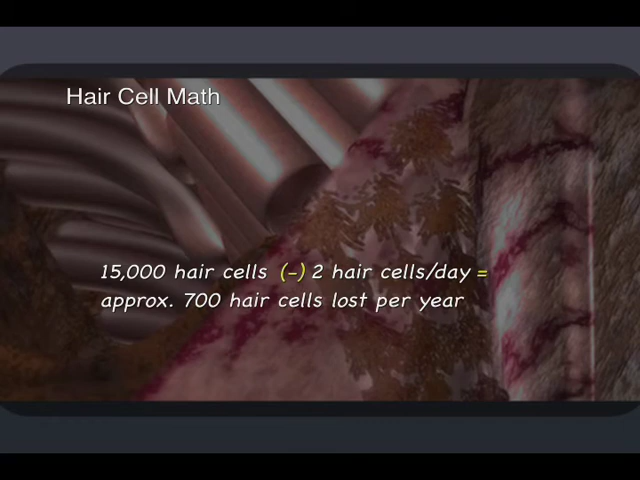 Hair Cell Math
15,000 hair cells (-) 2 hair cells/day =
approx. 700 hair cells lost per year